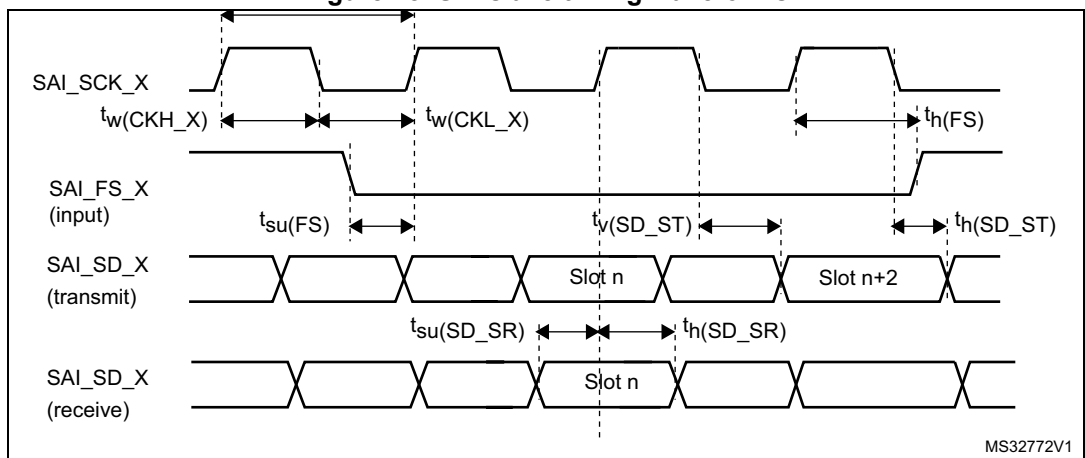 SAI_SCK_X
tw(CKH_X)
tw(CKL_X)
th(FS)
SAI_FS_X
(input)
tsu(FS)
tv(SD_ST)
th(SD_ST)
SAI_SD_X
(transmit)
Slot n
Slot n+2
tsu(SD_SR)
th(SD_SR)
SAI_SD_X
(receive)
Slot n
MS32772V1